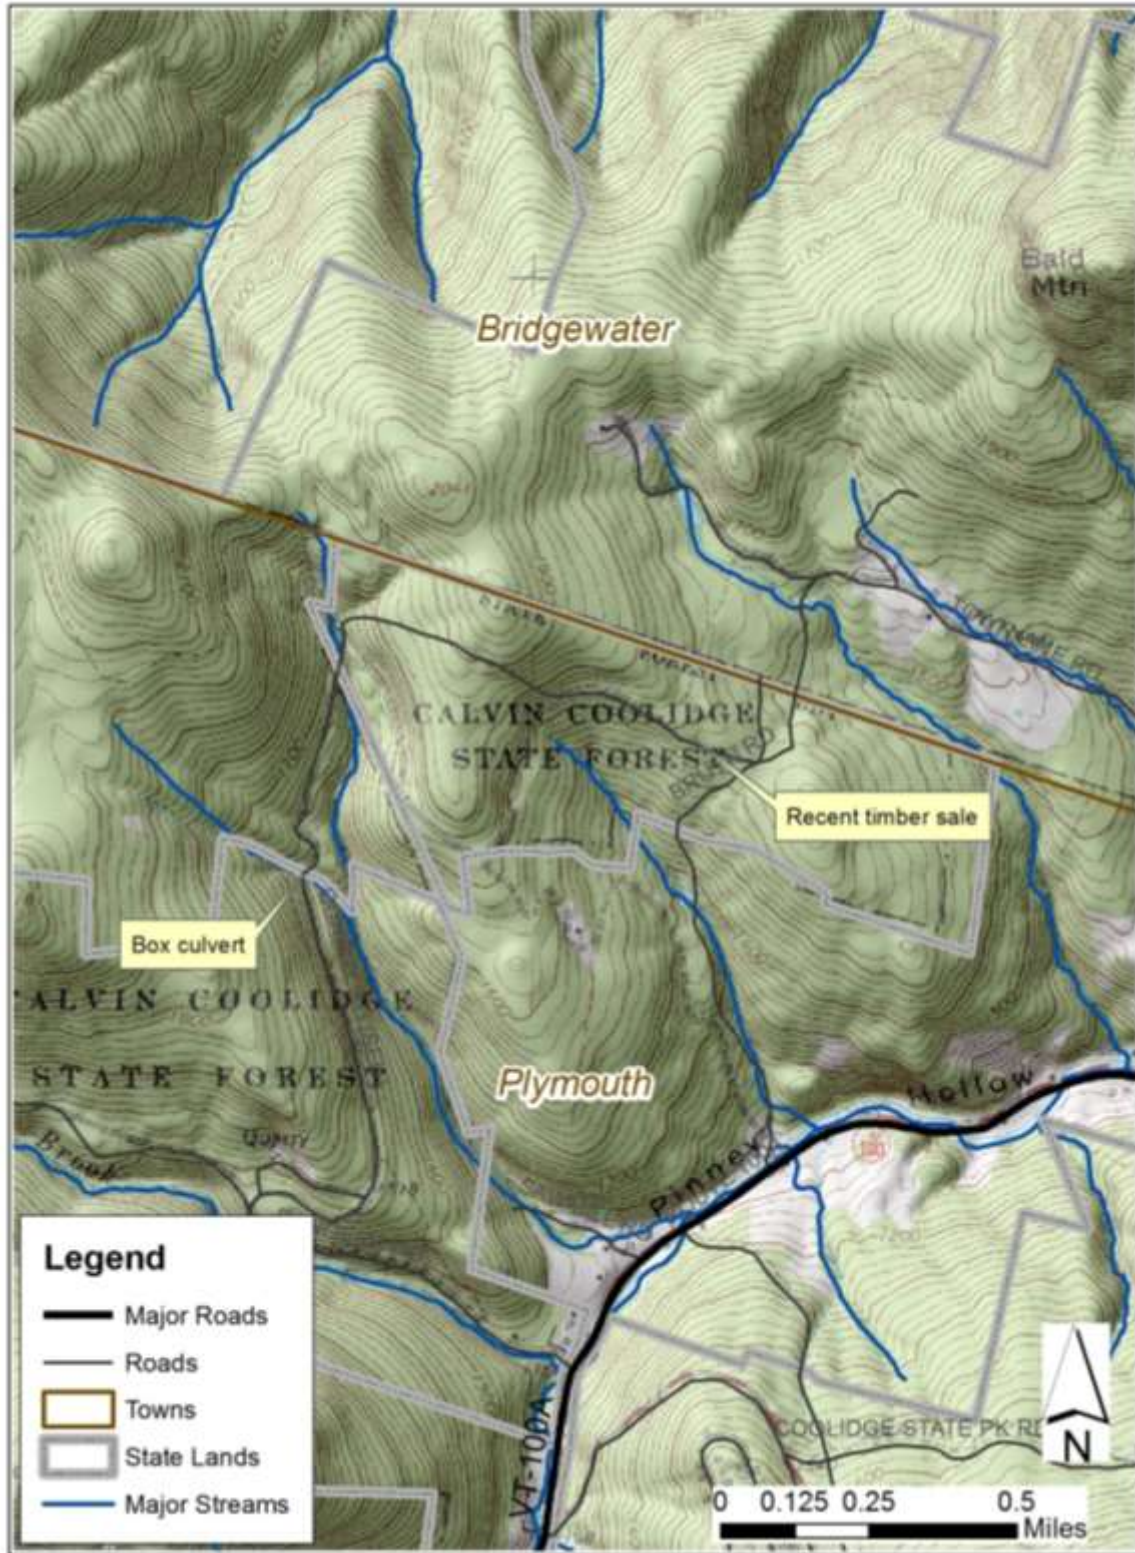 Bald
Mtn
Bridgewater
CALVIN COOLIDGE
STATE FOREST
Recent timber sale
Box culvert
CALVIN COOLIDGE
STATE FOREST
Plymouth
Hollow
Pinney
Quarry
Brook
VT-100A
COOLIDGE STATE PK RD
Legend
Major Roads
Roads
Towns
State Lands
Major Streams
N
0 0.125 0.25 0.5
Miles